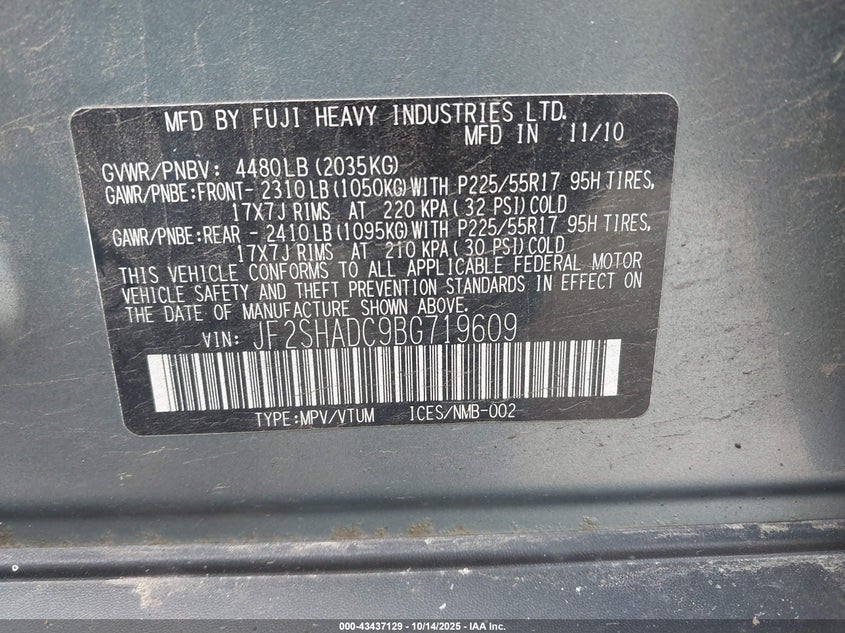 MFD BY FUJI HEAVY INDUSTRIES LTD.
MFD IN 11/10
GVWR/PNBV: 4480LB(2035KG)
GAWR/PNBE:FRONT- 2310LB(1050KG)WITH P225/55R17 95H TIRES,
17X7J RIMS AT 220 KPA( 32 PSI)COLD
GAWR/PNBE:REAR - 2410LB(1095KG)WITH P225/55R17 95H TIRES,
17X7J RIMS AT 210 KPA( 30 PSI)COLD
THIS VEHICLE CONFORMS TO ALL APPLICABLE FEDERAL MOTOR
VEHICLE SAFETY AND THEFT PREVENTION STANDARDS IN EFFECT ON
THE DATE OF MANUFACTURE SHOWN ABOVE.
VIN: JF2SHADC9BG719609
TYPE:MPV/VTUM ICES/NMB-002
000-43437129 - 10/14/2025 - IAA Inc.